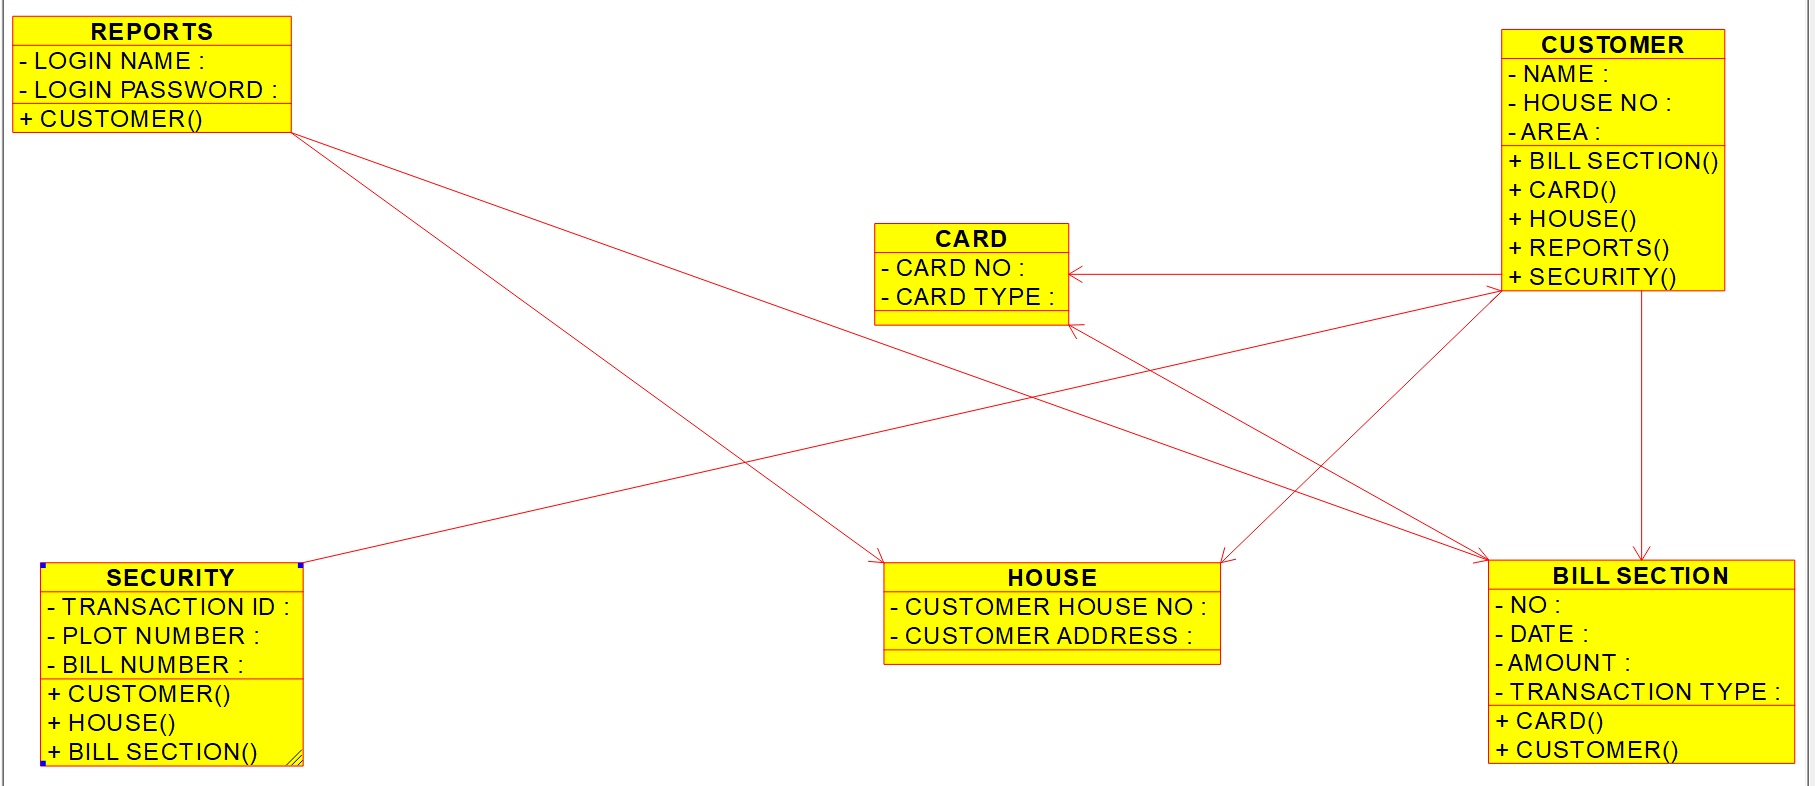 REPORTS
- LOGIN NAME :
- LOGIN PASSWORD :
+ CUSTOMER()
CUSTOMER
- NAME :
- HOUSE NO :
- AREA :
+ BILL SECTION()
+ CARD()
+ HOUSE()
+ REPORTS()
+ SECURITY()
CARD
- CARD NO :
- CARD TYPE :
SECURITY
- TRANSACTION ID :
- PLOT NUMBER :
- BILL NUMBER :
+ CUSTOMER()
+ HOUSE()
+ BILL SECTION()
HOUSE
- CUSTOMER HOUSE NO :
- CUSTOMER ADDRESS :
BILL SECTION
- NO :
- DATE :
- AMOUNT :
- TRANSACTION TYPE :
+ CARD()
+ CUSTOMER()